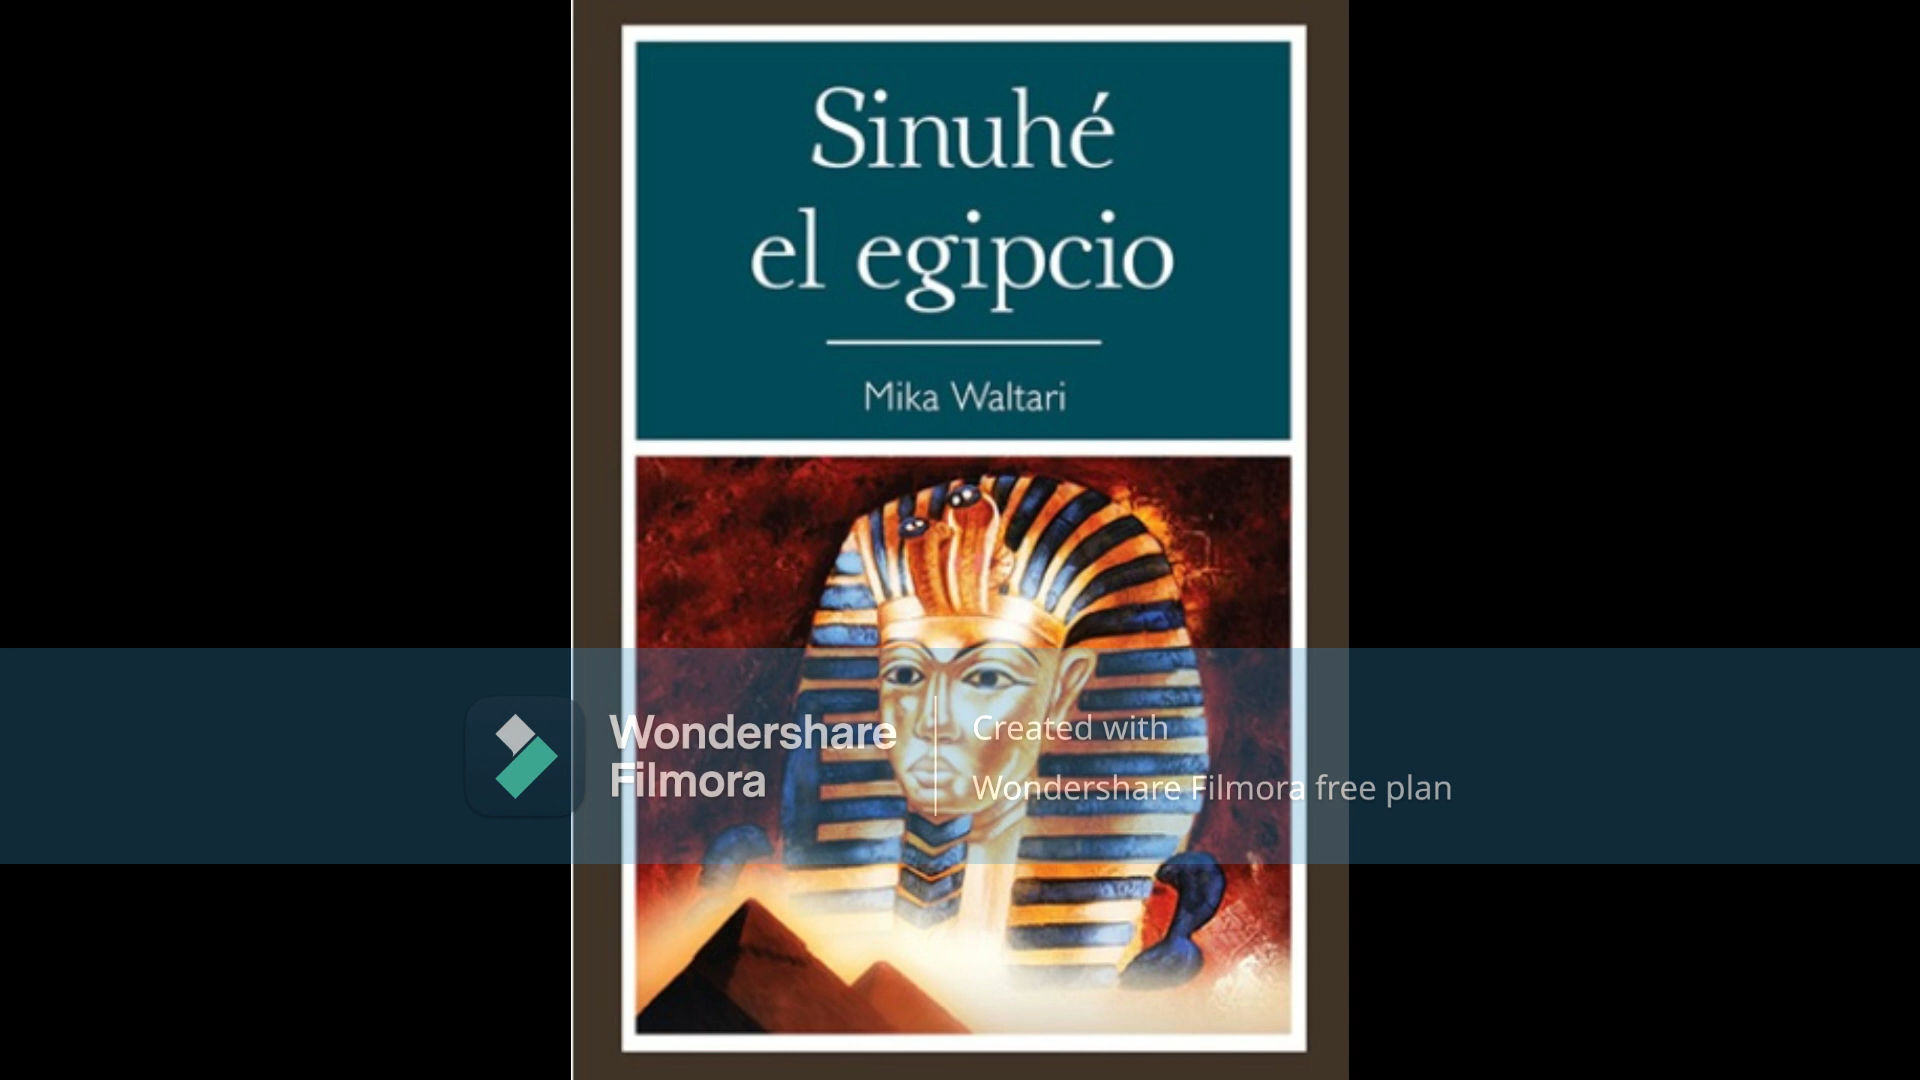 Sinuhé
el egipcio
Mika Waltari
Wondershare
Filmora
Created with
Wondershare Filmora free plan